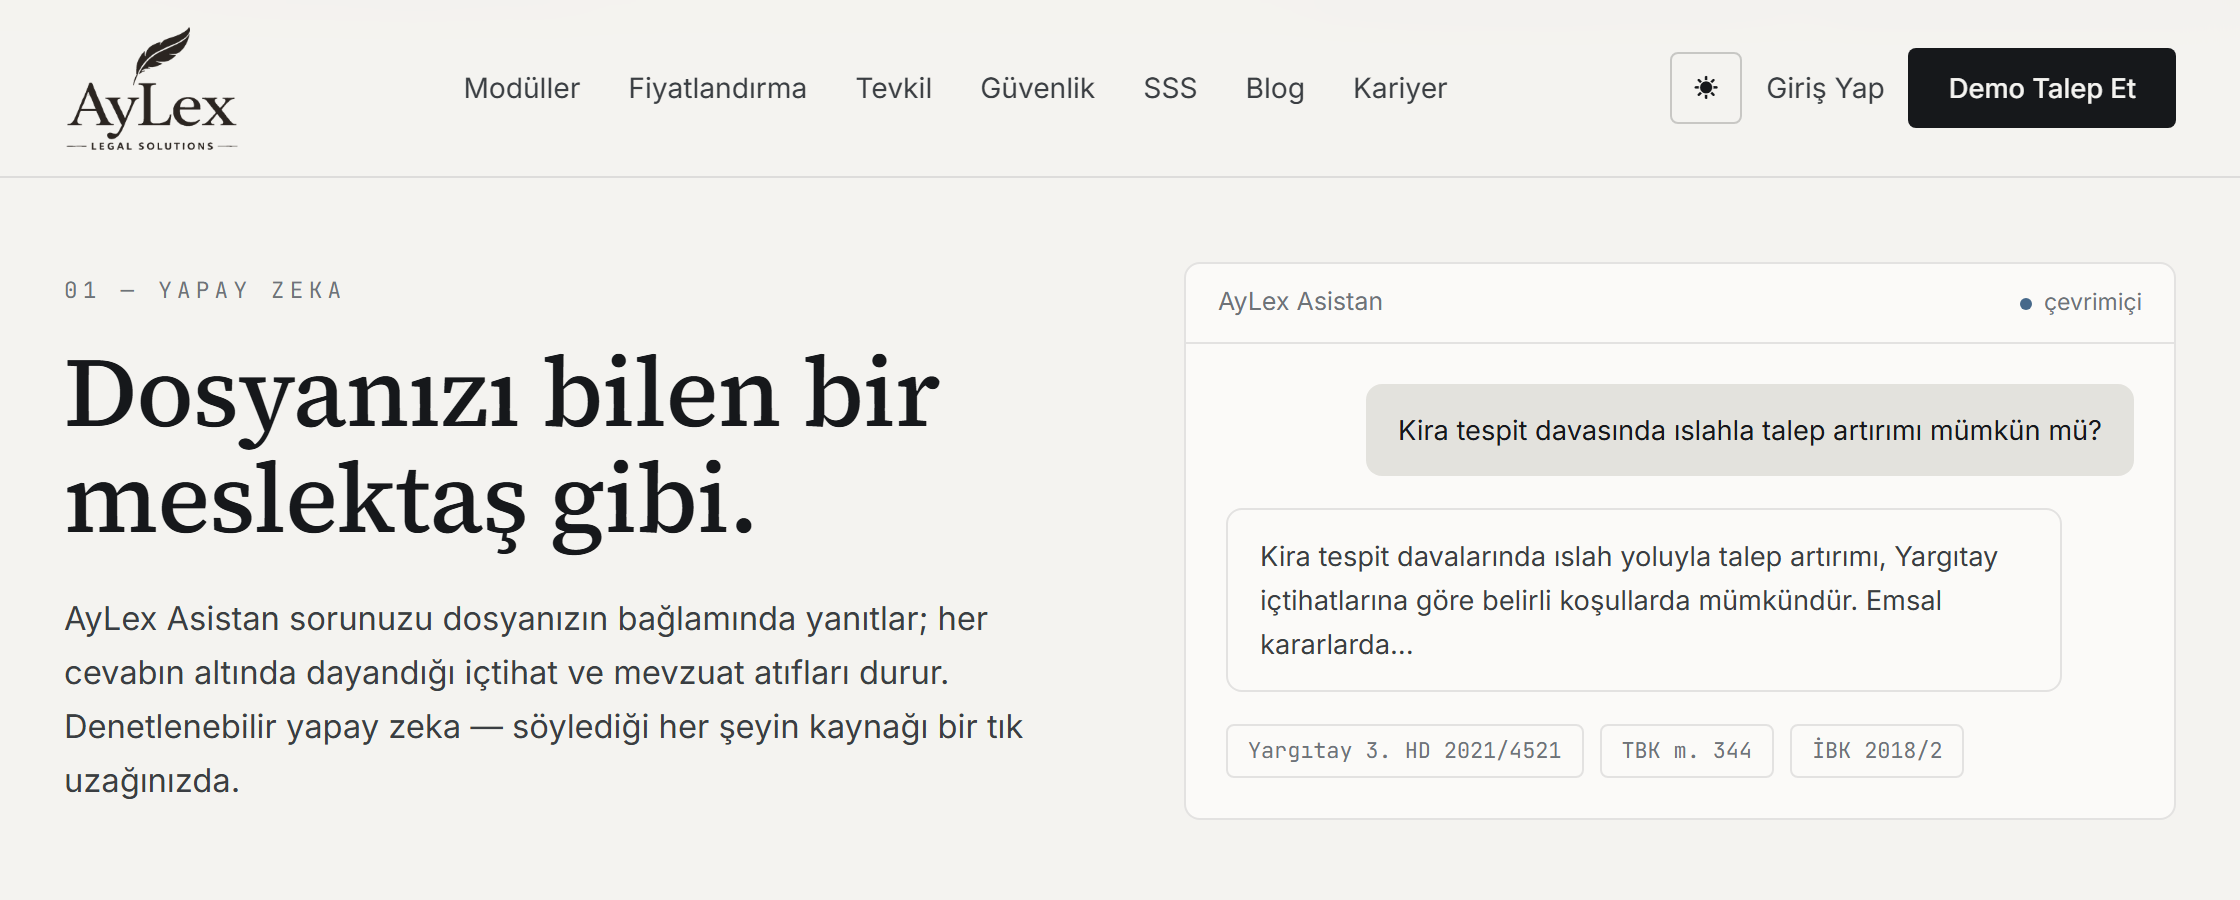 AyLex
LEGAL SOLUTIONS
Modüller Fiyatlandırma Tevkil Güvenlik SSS Blog Kariyer Giriş Yap Demo Talep Et
01 — YAPAY ZEKA
Dosyanızı bilen bir
meslektaş gibi.
AyLex Asistan sorunuzu dosyanızın bağlamında yanıtlar; her
cevabın altında dayandığı içtihat ve mevzuat atıfları durur.
Denetlenebilir yapay zeka — söylediği her şeyin kaynağı bir tık
uzağınızda.
AyLex Asistan çevrimiçi
Kira tespit davasında ıslahla talep artırımı mümkün mü?
Kira tespit davalarında ıslah yoluyla talep artırımı, Yargıtay
içtihatlarına göre belirli koşullarda mümkündür. Emsal
kararlarda...
Yargıtay 3. HD 2021/4521 TBK m. 344 İBK 2018/2